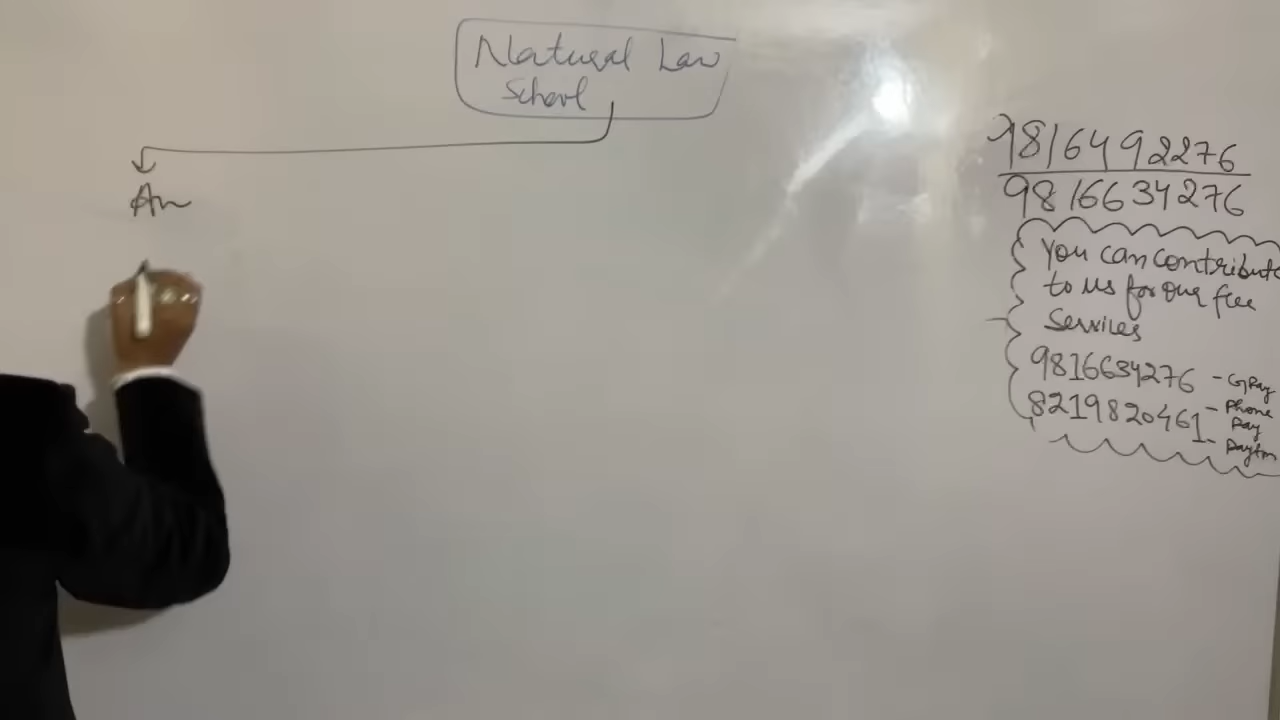 Natural Law
School
An
9816492276
9816634276
You can contribute
to us for our free
Services
9816634276 - GPay
8219820461 - Phone
Pay
- Paytm